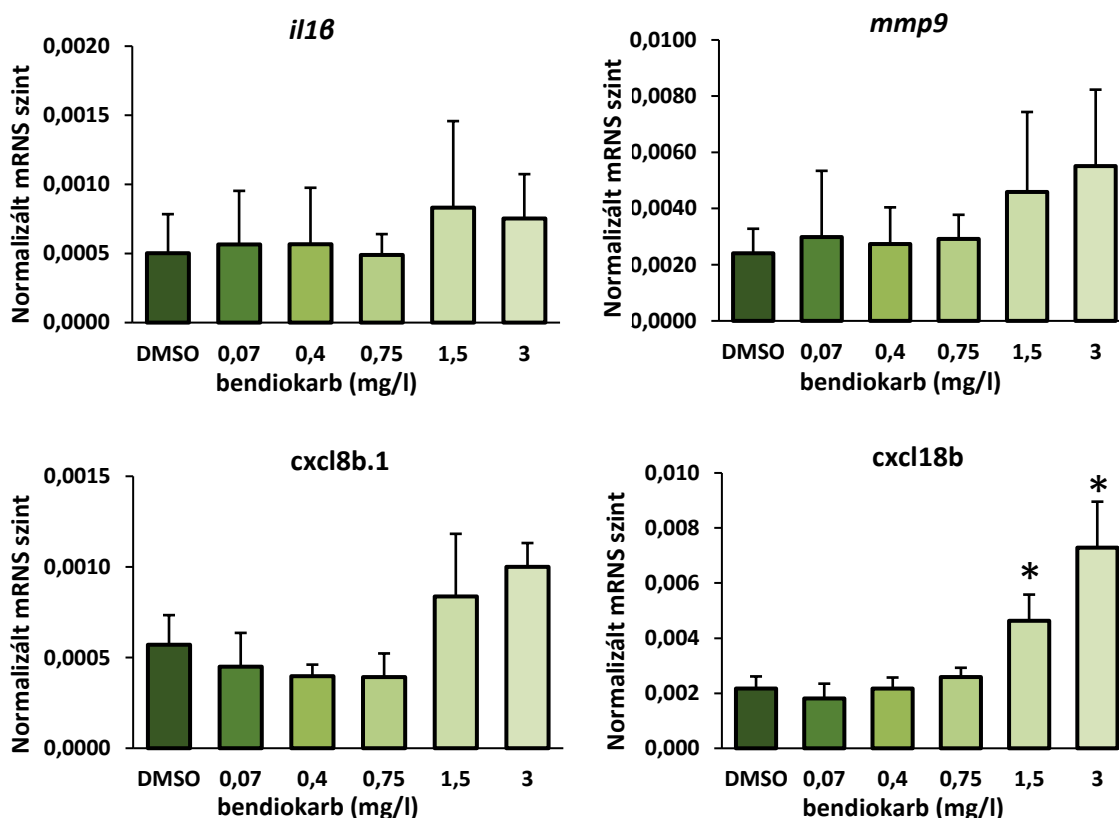 il1β
Normalizált mRNS szint
0,0020
0,0015
0,0010
0,0005
0,0000
DMSO 0,07 0,4 0,75 1,5 3
bendiokarb (mg/l)
mmp9
Normalizált mRNS szint
0,0100
0,0080
0,0060
0,0040
0,0020
0,0000
DMSO 0,07 0,4 0,75 1,5 3
bendiokarb (mg/l)
cxcl8b.1
Normalizált mRNS szint
0,0015
0,0010
0,0005
0,0000
DMSO 0,07 0,4 0,75 1,5 3
bendiokarb (mg/l)
cxcl18b
Normalizált mRNS szint
0,010
0,008
0,006
0,004
0,002
0,000
*
*
DMSO 0,07 0,4 0,75 1,5 3
bendiokarb (mg/l)